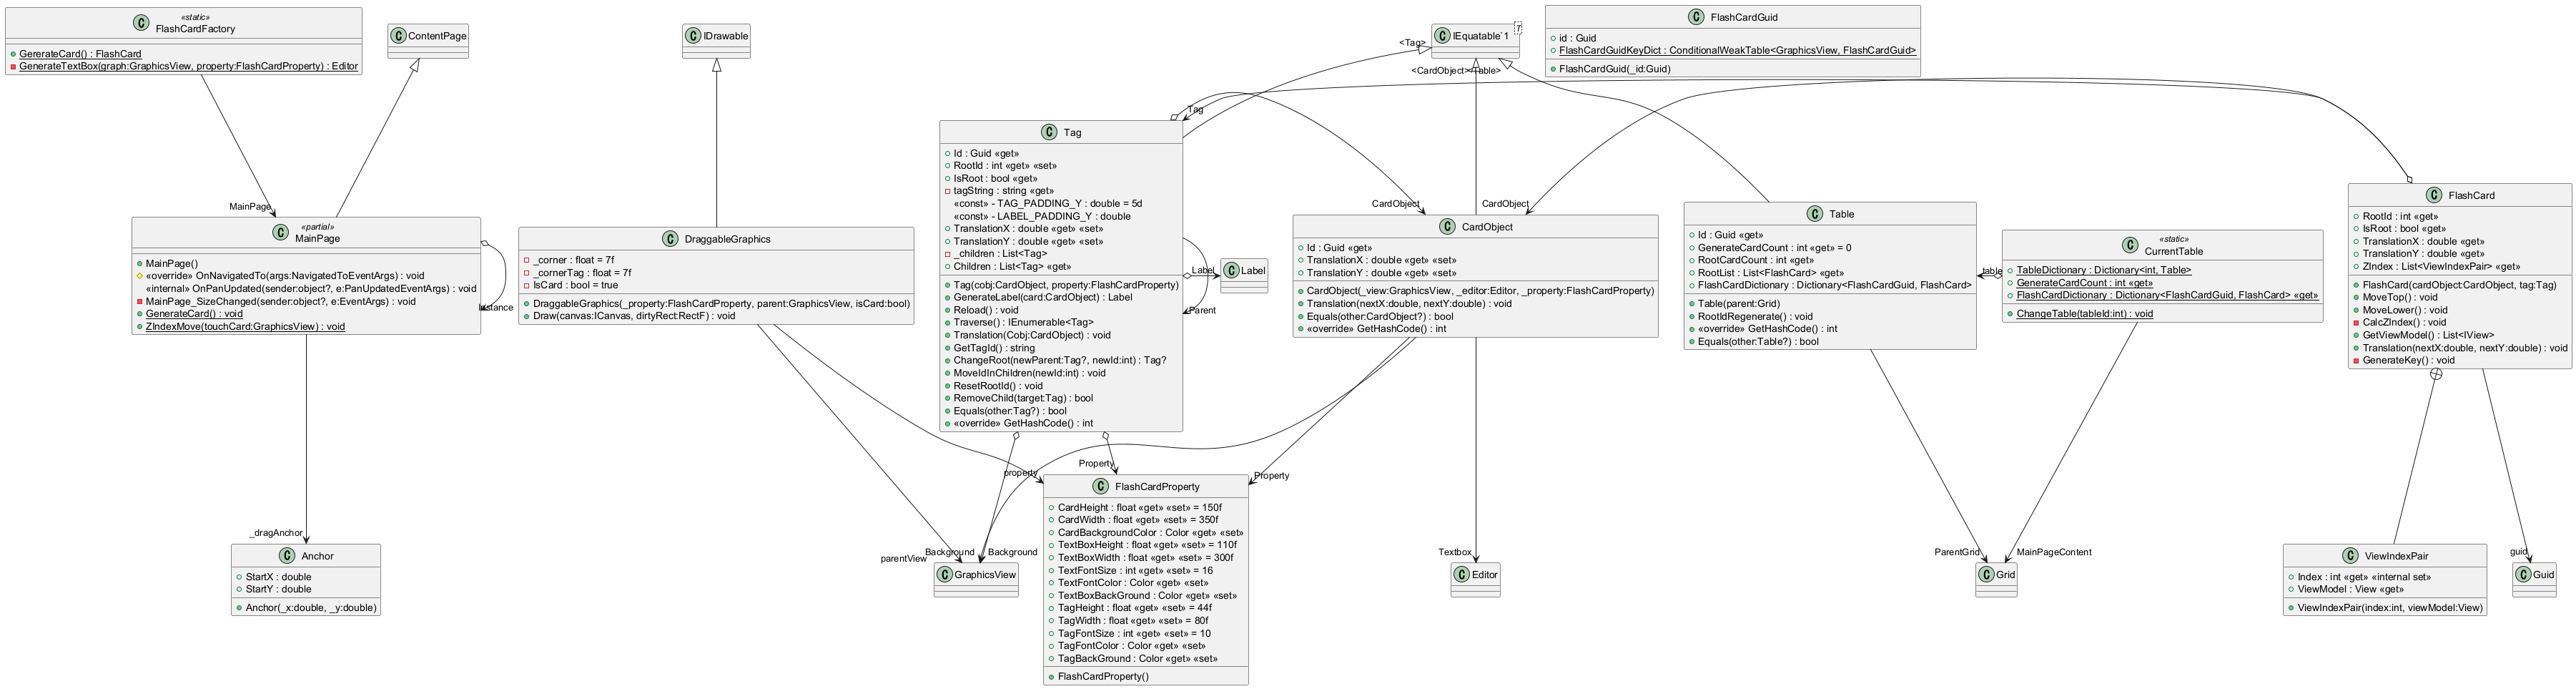 «static»
FlashCardFactory
GererateCard() : FlashCard
GenerateTextBox(graph:GraphicsView, property:FlashCardProperty) : Editor
ContentPage
IDrawable
IEquatable`1
T
FlashCardGuid
id : Guid
FlashCardGuidKeyDict : ConditionalWeakTable<GraphicsView, FlashCardGuid>
FlashCardGuid(_id:Guid)
<Tag>
<CardObject>
<Table>
Tag
MainPage
CardObject
CardObject
«partial»
MainPage
MainPage()
«override» OnNavigatedTo(args:NavigatedToEventArgs) : void
«internal» OnPanUpdated(sender:object?, e:PanUpdatedEventArgs) : void
MainPage_SizeChanged(sender:object?, e:EventArgs) : void
GenerateCard() : void
ZIndexMove(touchCard:GraphicsView) : void
Instance
DraggableGraphics
_corner : float = 7f
_cornerTag : float = 7f
IsCard : bool = true
DraggableGraphics(_property:FlashCardProperty, parent:GraphicsView, isCard:bool)
Draw(canvas:ICanvas, dirtyRect:RectF) : void
Tag
Id : Guid «get»
RootId : int «get» «set»
IsRoot : bool «get»
tagString : string «get»
«const» - TAG_PADDING_Y : double = 5d
«const» - LABEL_PADDING_Y : double
TranslationX : double «get» «set»
TranslationY : double «get» «set»
_children : List<Tag>
Children : List<Tag> «get»
Tag(cobj:CardObject, property:FlashCardProperty)
GenerateLabel(card:CardObject) : Label
Reload() : void
Traverse() : IEnumerable<Tag>
Translation(Cobj:CardObject) : void
GetTagId() : string
ChangeRoot(newParent:Tag?, newId:int) : Tag?
MoveIdInChildren(newId:int) : void
ResetRootId() : void
RemoveChild(target:Tag) : bool
Equals(other:Tag?) : bool
«override» GetHashCode() : int
Label
Parent
Label
CardObject
Id : Guid «get»
TranslationX : double «get» «set»
TranslationY : double «get» «set»
CardObject(_view:GraphicsView, _editor:Editor, _property:FlashCardProperty)
Translation(nextX:double, nextY:double) : void
Equals(other:CardObject?) : bool
«override» GetHashCode() : int
Table
Id : Guid «get»
GenerateCardCount : int «get» = 0
RootCardCount : int «get»
RootList : List<FlashCard> «get»
FlashCardDictionary : Dictionary<FlashCardGuid, FlashCard>
Table(parent:Grid)
RootIdRegenerate() : void
«override» GetHashCode() : int
Equals(other:Table?) : bool
table
«static»
CurrentTable
TableDictionary : Dictionary<int, Table>
GenerateCardCount : int «get»
FlashCardDictionary : Dictionary<FlashCardGuid, FlashCard> «get»
ChangeTable(tableId:int) : void
FlashCard
RootId : int «get»
IsRoot : bool «get»
TranslationX : double «get»
TranslationY : double «get»
ZIndex : List<ViewIndexPair> «get»
FlashCard(cardObject:CardObject, tag:Tag)
MoveTop() : void
MoveLower() : void
CalcZIndex() : void
GetViewModel() : List<IView>
Translation(nextX:double, nextY:double) : void
GenerateKey() : void
_dragAnchor
property
Property
Property
parentView
Background
Background
Textbox
ParentGrid
MainPageContent
guid
Anchor
StartX : double
StartY : double
Anchor(_x:double, _y:double)
GraphicsView
FlashCardProperty
CardHeight : float «get» «set» = 150f
CardWidth : float «get» «set» = 350f
CardBackgroundColor : Color «get» «set»
TextBoxHeight : float «get» «set» = 110f
TextBoxWidth : float «get» «set» = 300f
TextFontSize : int «get» «set» = 16
TextFontColor : Color «get» «set»
TextBoxBackGround : Color «get» «set»
TagHeight : float «get» «set» = 44f
TagWidth : float «get» «set» = 80f
TagFontSize : int «get» «set» = 10
TagFontColor : Color «get» «set»
TagBackGround : Color «get» «set»
FlashCardProperty()
Editor
Grid
ViewIndexPair
Index : int «get» «internal set»
ViewModel : View «get»
ViewIndexPair(index:int, viewModel:View)
Guid